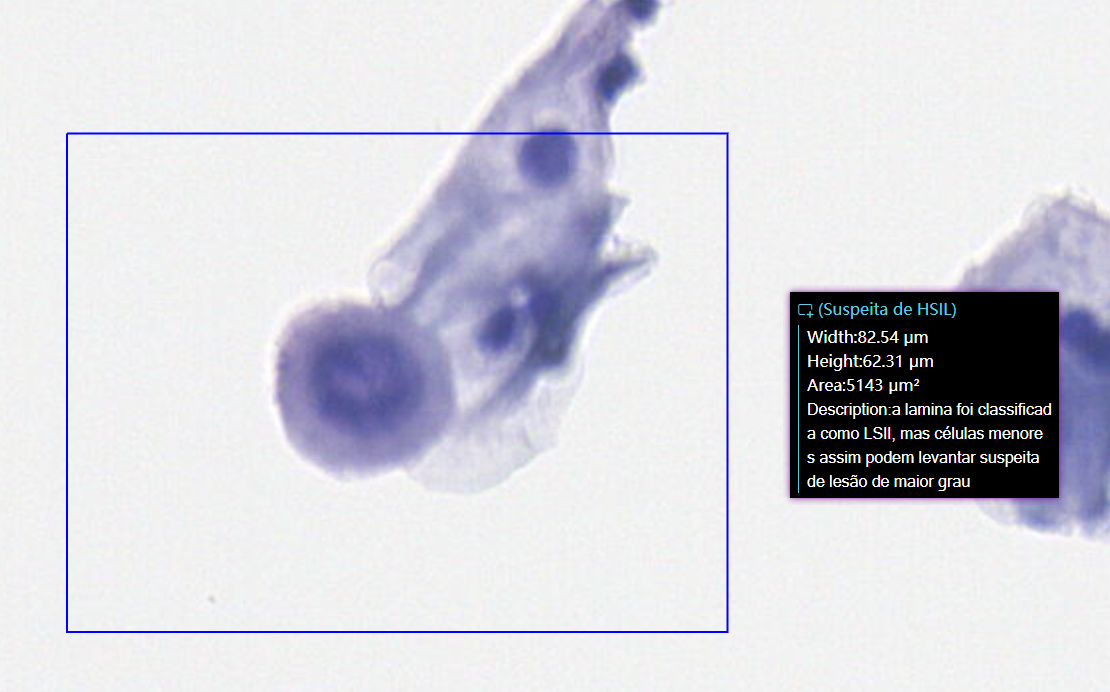 (Suspeita de HSIL)
Width:82.54 µm
Height:62.31 µm
Area:5143 µm²
Description:a lamina foi classificad
a como LSII, mas células menore
s assim podem levantar suspeita
de lesão de maior grau